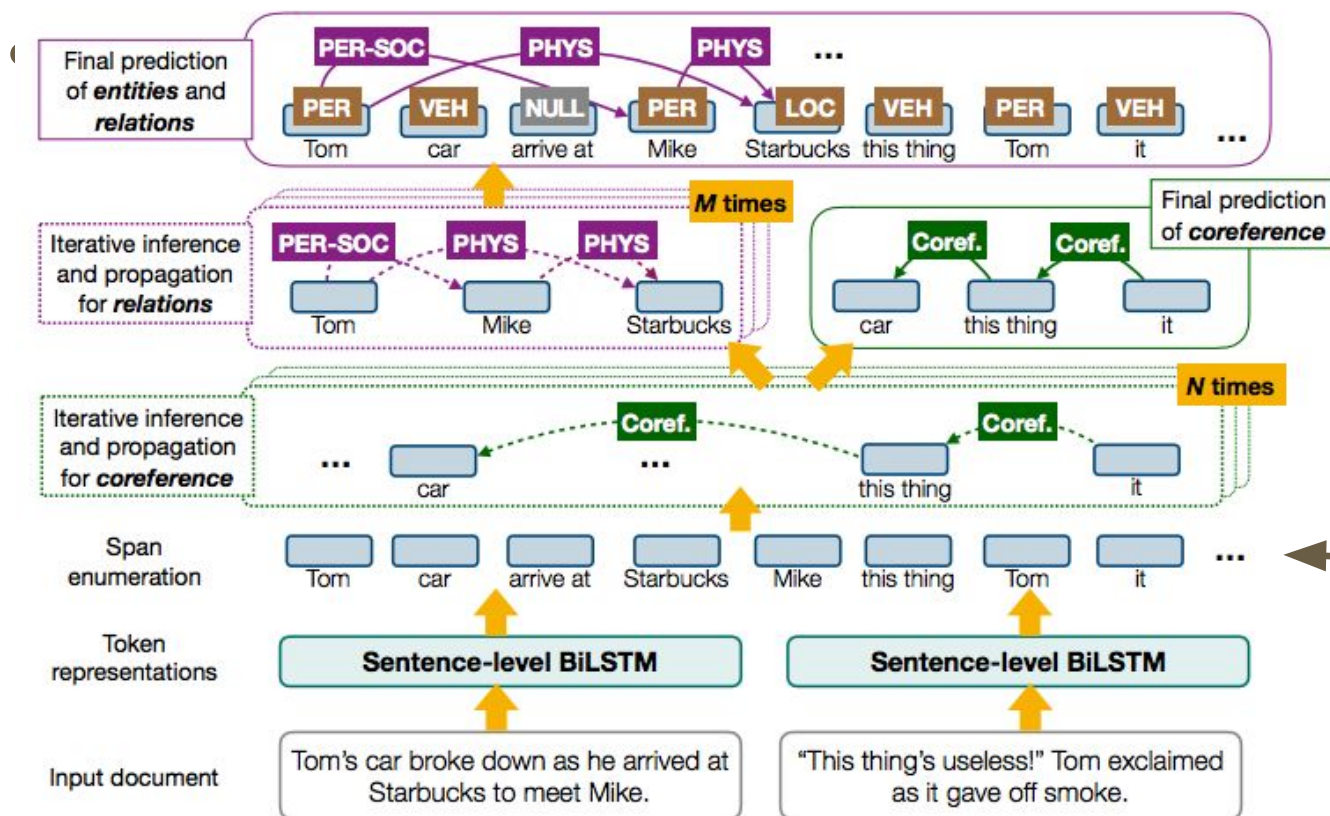 PER-SOC PHYS PHYS ...
Final prediction
of entities and
relations
PER VEH NULL PER LOC VEH PER VEH
Tom car arrive at Mike Starbucks this thing Tom it ...
M times
Iterative inference
and propagation
for relations
PER-SOC PHYS PHYS
Tom Mike Starbucks
Final prediction
of coreference
Coref. Coref.
car this thing it
N times
Iterative inference
and propagation
for coreference
Coref. Coref.
... car ... this thing it
Span
enumeration
Tom car arrive at Starbucks Mike this thing Tom it ...
Token
representations
Sentence-level BiLSTM Sentence-level BiLSTM
Input document
Tom's car broke down as he arrived at
Starbucks to meet Mike.
“This thing's useless!” Tom exclaimed
as it gave off smoke.